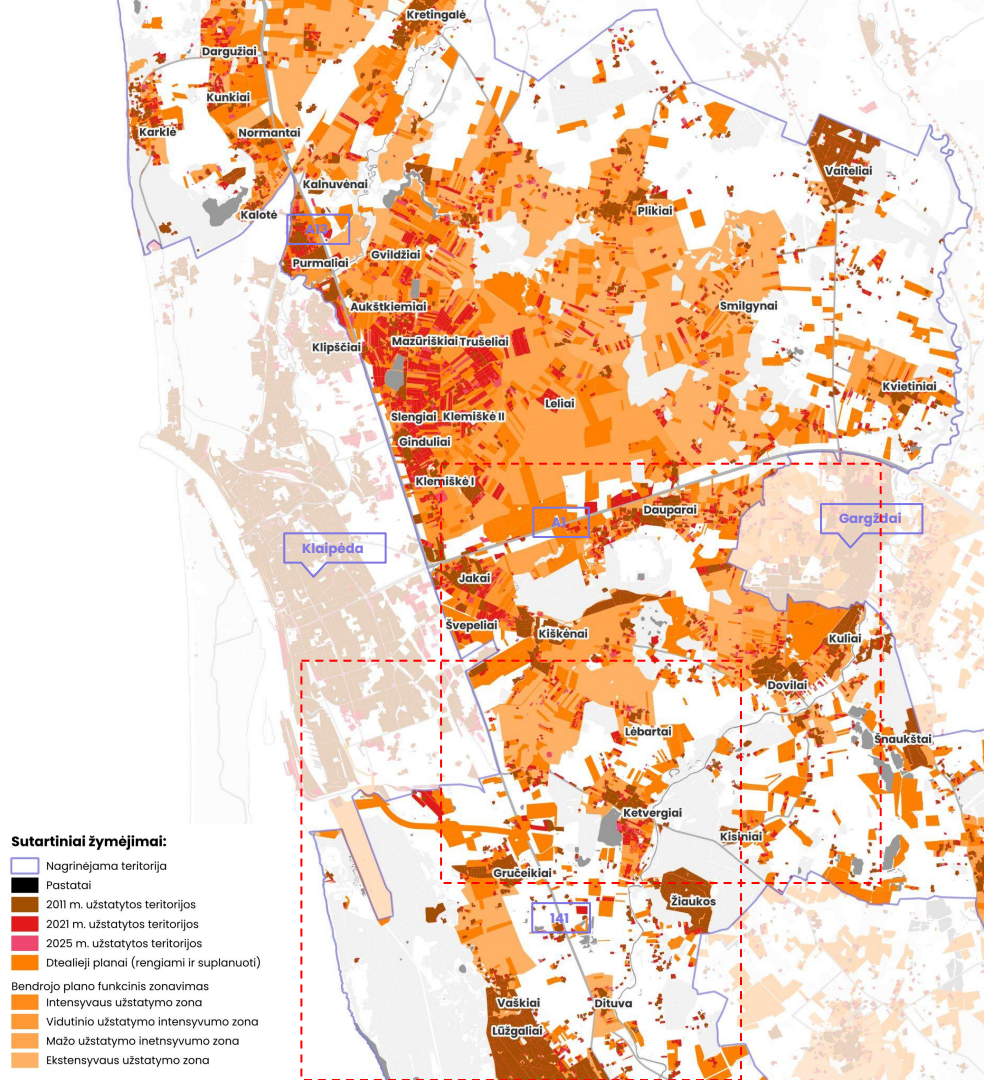 Kretingalė
Dargužiai
Kunkiai
Karklė
Normantai
Vaiteliai
Kalnuvėnai
Plikiai
Kalotė
A13
Gvildžiai
Purmaliai
Aukštkiemiai
Smilgynai
Klipščiai
Mazūriškiai
Trušeliai
Kvietiniai
Leliai
Slengiai
Klemiškė II
Ginduliai
Klemiškė I
Dauparai
A1
Gargždai
Klaipėda
Jakai
Švepeliai
Kiškėnai
Kuliai
Dovilai
Lėbartai
Šnaukštai
Ketvergiai
Kisiniai
Gručeikiai
Žiaukos
141
Vaškiai
Dituva
Lūžgaliai
Sutartiniai žymėjimai:
Nagrinėjama teritorija
Pastatai
2011 m. užstatytos teritorijos
2021 m. užstatytos teritorijos
2025 m. užstatytos teritorijos
Dtealieji planai (rengiami ir suplanuoti)
Bendrojo plano funkcinis zonavimas
Intensyvaus užstatymo zona
Vidutinio užstatymo intensyvumo zona
Mažo užstatymo inetnsyvumo zona
Ekstensyvaus užstatymo zona